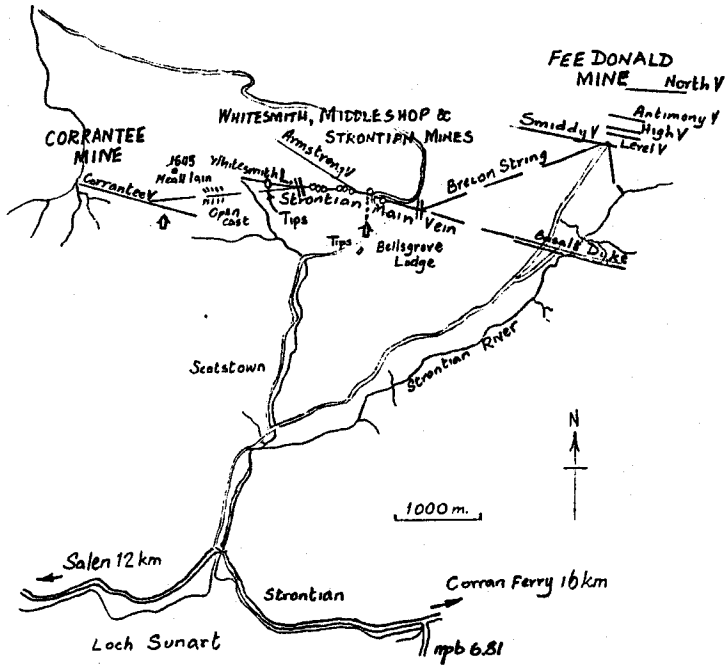 FEE DONALD
MINE
North V
Antimony V
High V
Level V
Smiddy V
WHITESMITH, MIDDLESHOP &
STRONTIAN MINES
CORRANTEE
MINE
1605
Armstrong V
Whitesmith L
Corrantee V
Open
Cast
Tips
Strontian Main Vein
Brecon String
Basalt Dyke
Tips
Bellsgrove
Lodge
Scotstown
Strontian River
N
1000 m.
Salen 12 km
Strontian
Corran Ferry 16 km
Loch Sunart
mpb 6.81